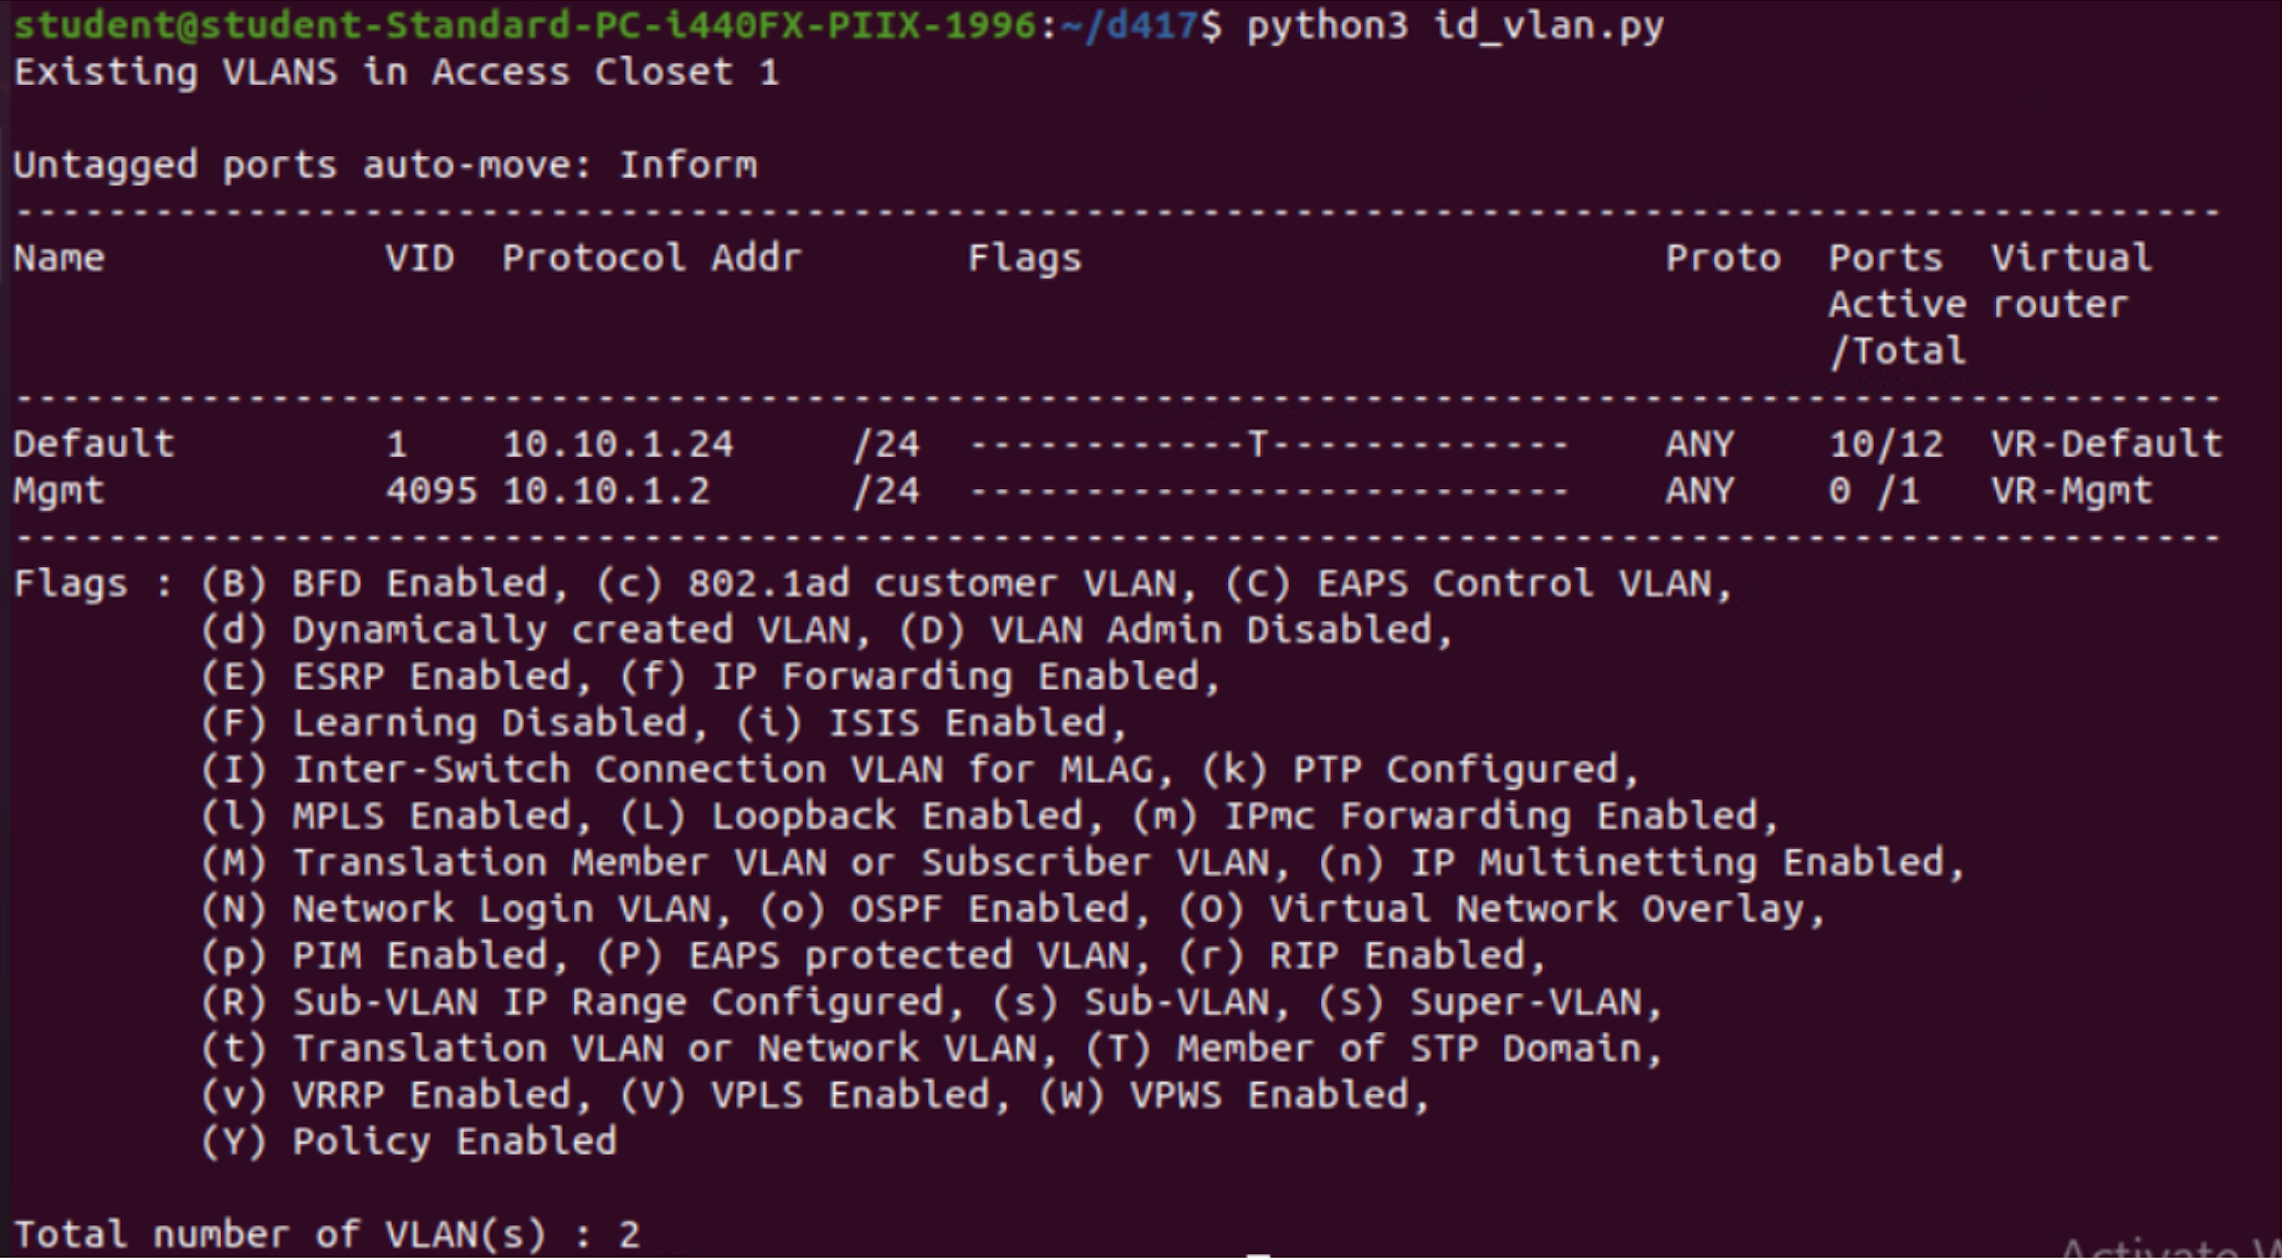 student@student-Standard-PC-i440FX-PIIX-1996:~/d417$ python3 id_vlan.py
Existing VLANS in Access Closet 1
Untagged ports auto-move: Inform
-----------------------------------------------------------------------------------------------
Name            VID  Protocol Addr       Flags                         Proto  Ports  Virtual
                                                                              Active router
                                                                              /Total
-----------------------------------------------------------------------------------------------
Default         1    10.10.1.24     /24  ------------T-------------    ANY    10/12  VR-Default
Mgmt            4095 10.10.1.2      /24  --------------------------    ANY    0 /1   VR-Mgmt
-----------------------------------------------------------------------------------------------
Flags : (B) BFD Enabled, (c) 802.1ad customer VLAN, (C) EAPS Control VLAN,
        (d) Dynamically created VLAN, (D) VLAN Admin Disabled,
        (E) ESRP Enabled, (f) IP Forwarding Enabled,
        (F) Learning Disabled, (i) ISIS Enabled,
        (I) Inter-Switch Connection VLAN for MLAG, (k) PTP Configured,
        (l) MPLS Enabled, (L) Loopback Enabled, (m) IPmc Forwarding Enabled,
        (M) Translation Member VLAN or Subscriber VLAN, (n) IP Multinetting Enabled,
        (N) Network Login VLAN, (o) OSPF Enabled, (O) Virtual Network Overlay,
        (p) PIM Enabled, (P) EAPS protected VLAN, (r) RIP Enabled,
        (R) Sub-VLAN IP Range Configured, (s) Sub-VLAN, (S) Super-VLAN,
        (t) Translation VLAN or Network VLAN, (T) Member of STP Domain,
        (v) VRRP Enabled, (V) VPLS Enabled, (W) VPWS Enabled,
        (Y) Policy Enabled
Total number of VLAN(s) : 2